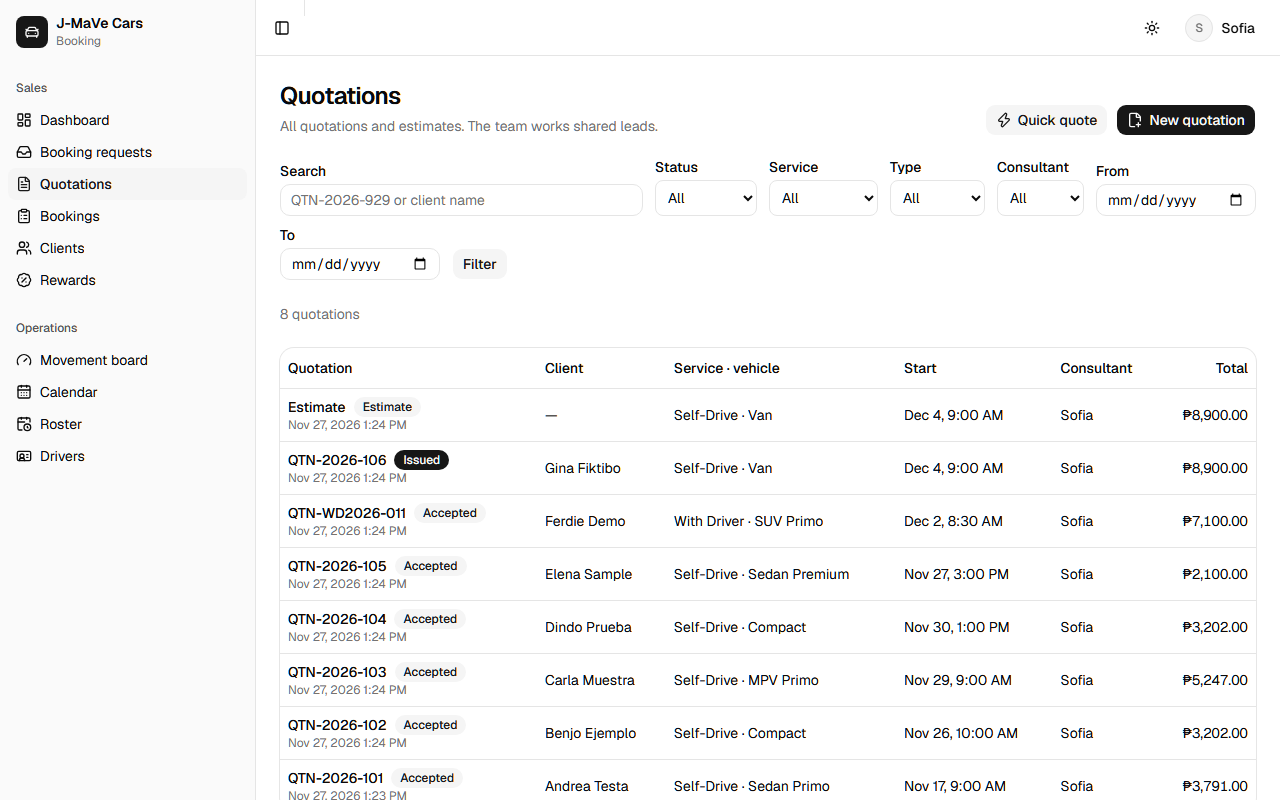 J-MaVe Cars
Booking
Sales
Dashboard
Booking requests
Quotations
Bookings
Clients
Rewards
Operations
Movement board
Calendar
Roster
Drivers
S Sofia
Quotations
All quotations and estimates. The team works shared leads.
Quick quote
New quotation
Search
QTN-2026-929 or client name
Status
All
Service
All
Type
All
Consultant
All
From
mm/dd/yyyy
To
mm/dd/yyyy
Filter
8 quotations
Quotation Client Service · vehicle Start Consultant Total
Estimate Estimate — Self-Drive · Van Dec 4, 9:00 AM Sofia ₱8,900.00
Nov 27, 2026 1:24 PM
QTN-2026-106 Issued Gina Fiktibo Self-Drive · Van Dec 4, 9:00 AM Sofia ₱8,900.00
Nov 27, 2026 1:24 PM
QTN-WD2026-011 Accepted Ferdie Demo With Driver · SUV Primo Dec 2, 8:30 AM Sofia ₱7,100.00
Nov 27, 2026 1:24 PM
QTN-2026-105 Accepted Elena Sample Self-Drive · Sedan Premium Nov 27, 3:00 PM Sofia ₱2,100.00
Nov 27, 2026 1:24 PM
QTN-2026-104 Accepted Dindo Prueba Self-Drive · Compact Nov 30, 1:00 PM Sofia ₱3,202.00
Nov 27, 2026 1:24 PM
QTN-2026-103 Accepted Carla Muestra Self-Drive · MPV Primo Nov 29, 9:00 AM Sofia ₱5,247.00
Nov 27, 2026 1:24 PM
QTN-2026-102 Accepted Benjo Ejemplo Self-Drive · Compact Nov 26, 10:00 AM Sofia ₱3,202.00
Nov 27, 2026 1:24 PM
QTN-2026-101 Accepted Andrea Testa Self-Drive · Sedan Primo Nov 17, 9:00 AM Sofia ₱3,791.00
Nov 27, 2026 1:23 PM